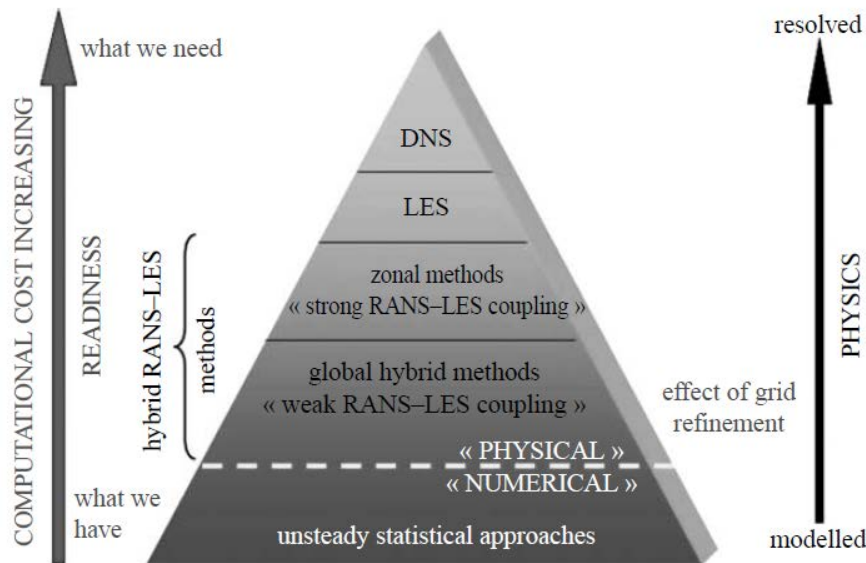 what we need
resolved
COMPUTATIONAL COST INCREASING
READINESS
hybrid RANS–LES
methods
DNS
LES
zonal methods
« strong RANS–LES coupling »
global hybrid methods
« weak RANS–LES coupling »
effect of grid
refinement
PHYSICS
« PHYSICAL »
« NUMERICAL »
what we
have
unsteady statistical approaches
modelled